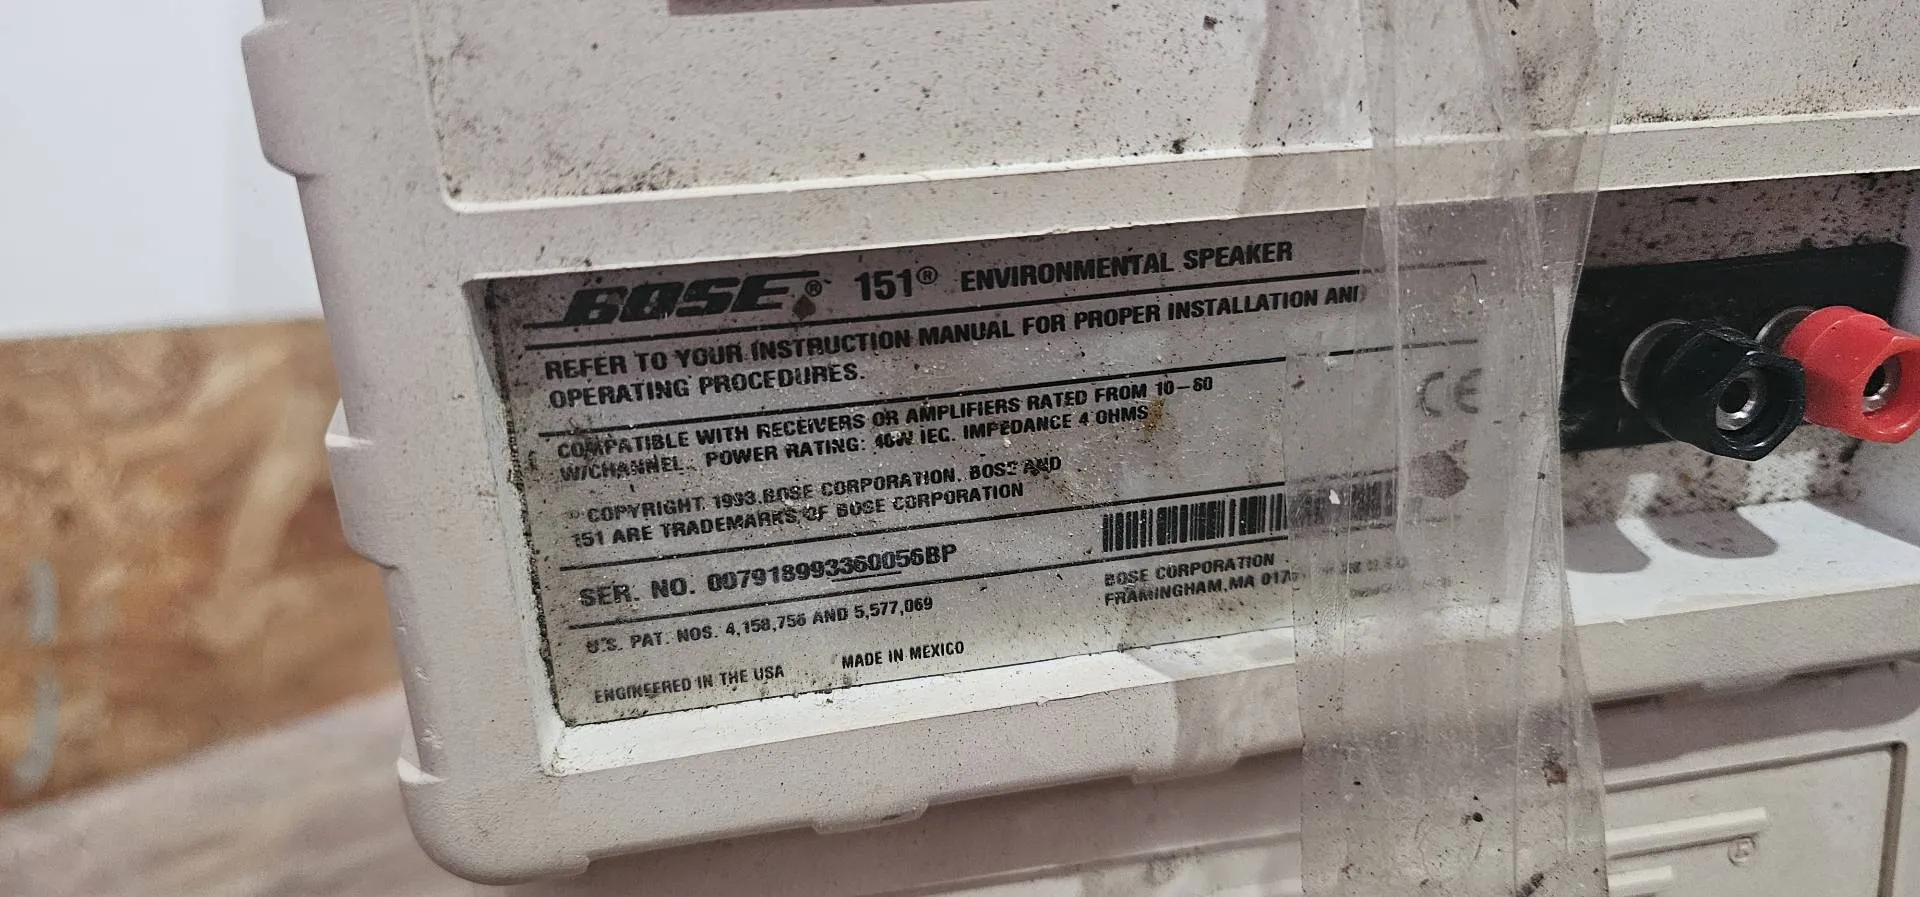 BOSE® 151® ENVIRONMENTAL SPEAKER
REFER TO YOUR INSTRUCTION MANUAL FOR PROPER INSTALLATION AND
OPERATING PROCEDURES.
COMPATIBLE WITH RECEIVERS OR AMPLIFIERS RATED FROM 10-60
W/CHANNEL. POWER RATING: 40W IEC. IMPEDANCE 4 OHMS
CE
COPYRIGHT 1993 BOSE CORPORATION. BOSE AND
151 ARE TRADEMARKS OF BOSE CORPORATION
SER. NO. 007918993360056BP
BOSE CORPORATION
FRAMINGHAM, MA
U.S. PAT. NOS. 4,158,756 AND 5,577,069
ENGINEERED IN THE USA MADE IN MEXICO